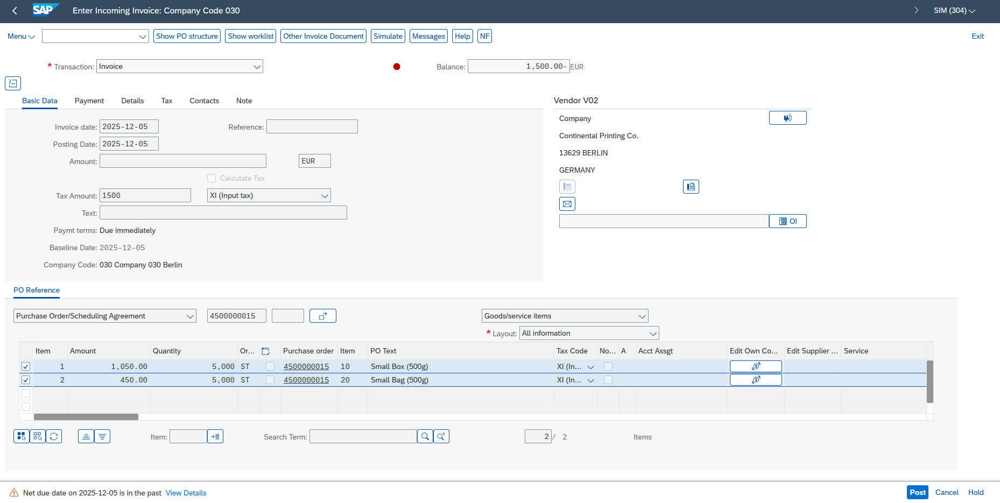 SAP Enter Incoming Invoice: Company Code 030 SIM (304)
Menu Show PO structure Show worklist Other Invoice Document Simulate Messages Help NF Exit
* Transaction: Invoice Balance: 1,500.00- EUR
Basic Data Payment Details Tax Contacts Note
Invoice date: 2025-12-05 Reference:
Posting Date: 2025-12-05
Amount: EUR
Calculate Tax
Tax Amount: 1500 XI (Input tax)
Text:
Paymt terms: Due immediately
Baseline Date: 2025-12-05
Company Code: 030 Company 030 Berlin
Vendor V02
Company
Continental Printing Co.
13629 BERLIN
GERMANY
OI
PO Reference
Purchase Order/Scheduling Agreement 4500000015 Goods/service items
* Layout: All information
Item Amount Quantity Or... Purchase order Item PO Text Tax Code No... A Acct Assgt Edit Own Co... Edit Supplier ... Service
1 1,050.00 5,000 ST 4500000015 10 Small Box (500g) XI (In...
2 450.00 5,000 ST 4500000015 20 Small Bag (500g) XI (In...
Item: Search Term: 2 / 2 Items
Net due date on 2025-12-05 is in the past View Details Post Cancel Hold